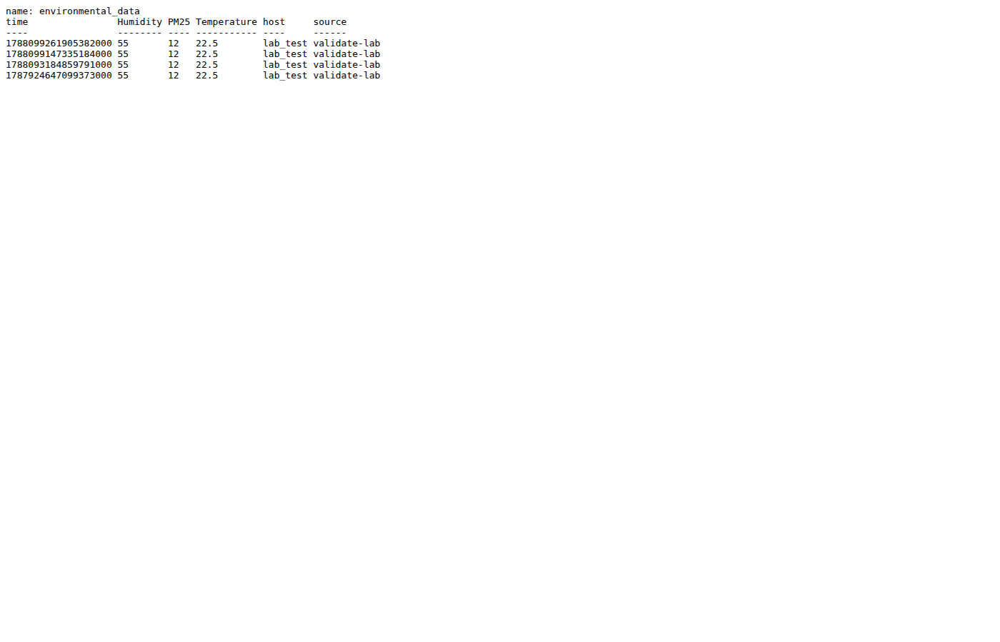 name: environmental_data
time                Humidity PM25 Temperature host     source
----                -------- ---- ----------- ----     ------
1788099261905382000 55       12   22.5        lab_test validate-lab
1788099147335184000 55       12   22.5        lab_test validate-lab
1788093184859791000 55       12   22.5        lab_test validate-lab
1787924647099373000 55       12   22.5        lab_test validate-lab